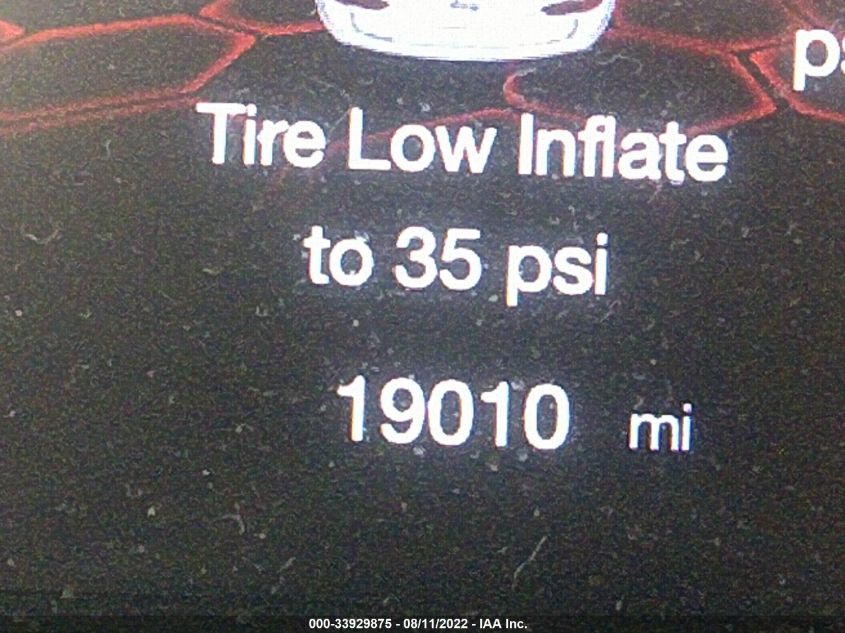 Tire Low Inflate
to 35 psi
19010 mi
000-33929875 - 08/11/2022 - IAA Inc.